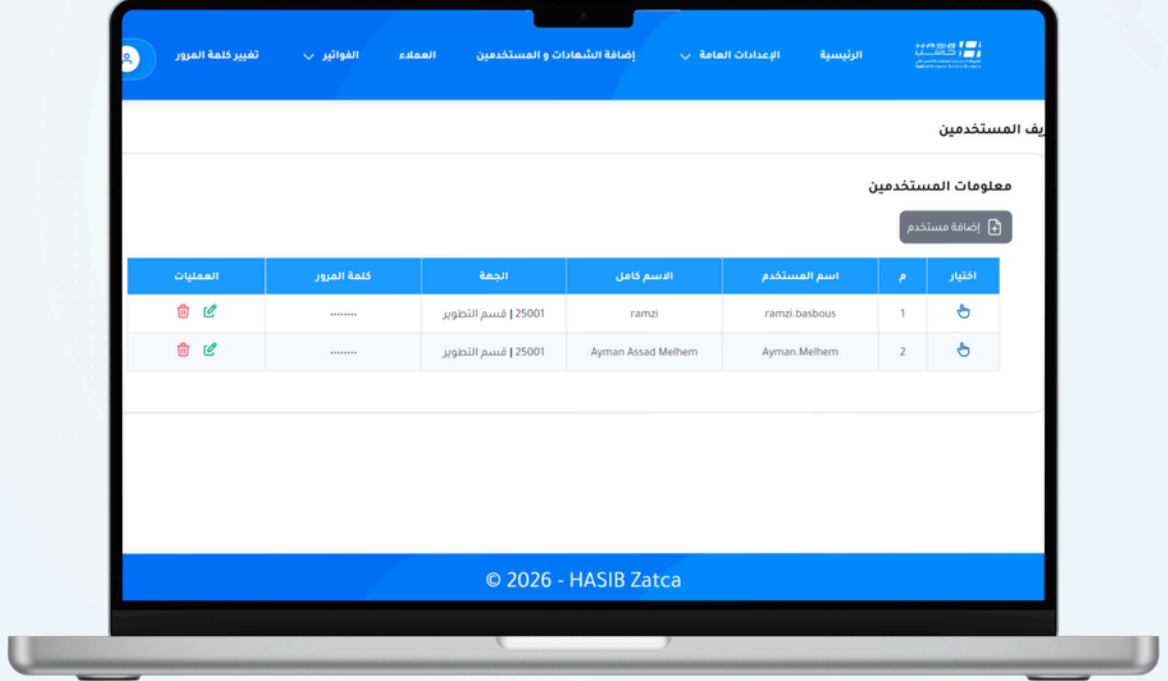 HASIB
حاسب
الرئيسية الإعدادات العامة إضافة الشهادات و المستخدمين العملاء الفواتير تغيير كلمة المرور
يف المستخدمين
معلومات المستخدمين
إضافة مستخدم
اختيار م اسم المستخدم الاسم كامل الجهة كلمة المرور العمليات
1 ramzi.basbous ramzi 25001 | قسم التطوير ........
2 Ayman.Melhem Ayman Assad Melhem 25001 | قسم التطوير ........
© 2026 - HASIB Zatca